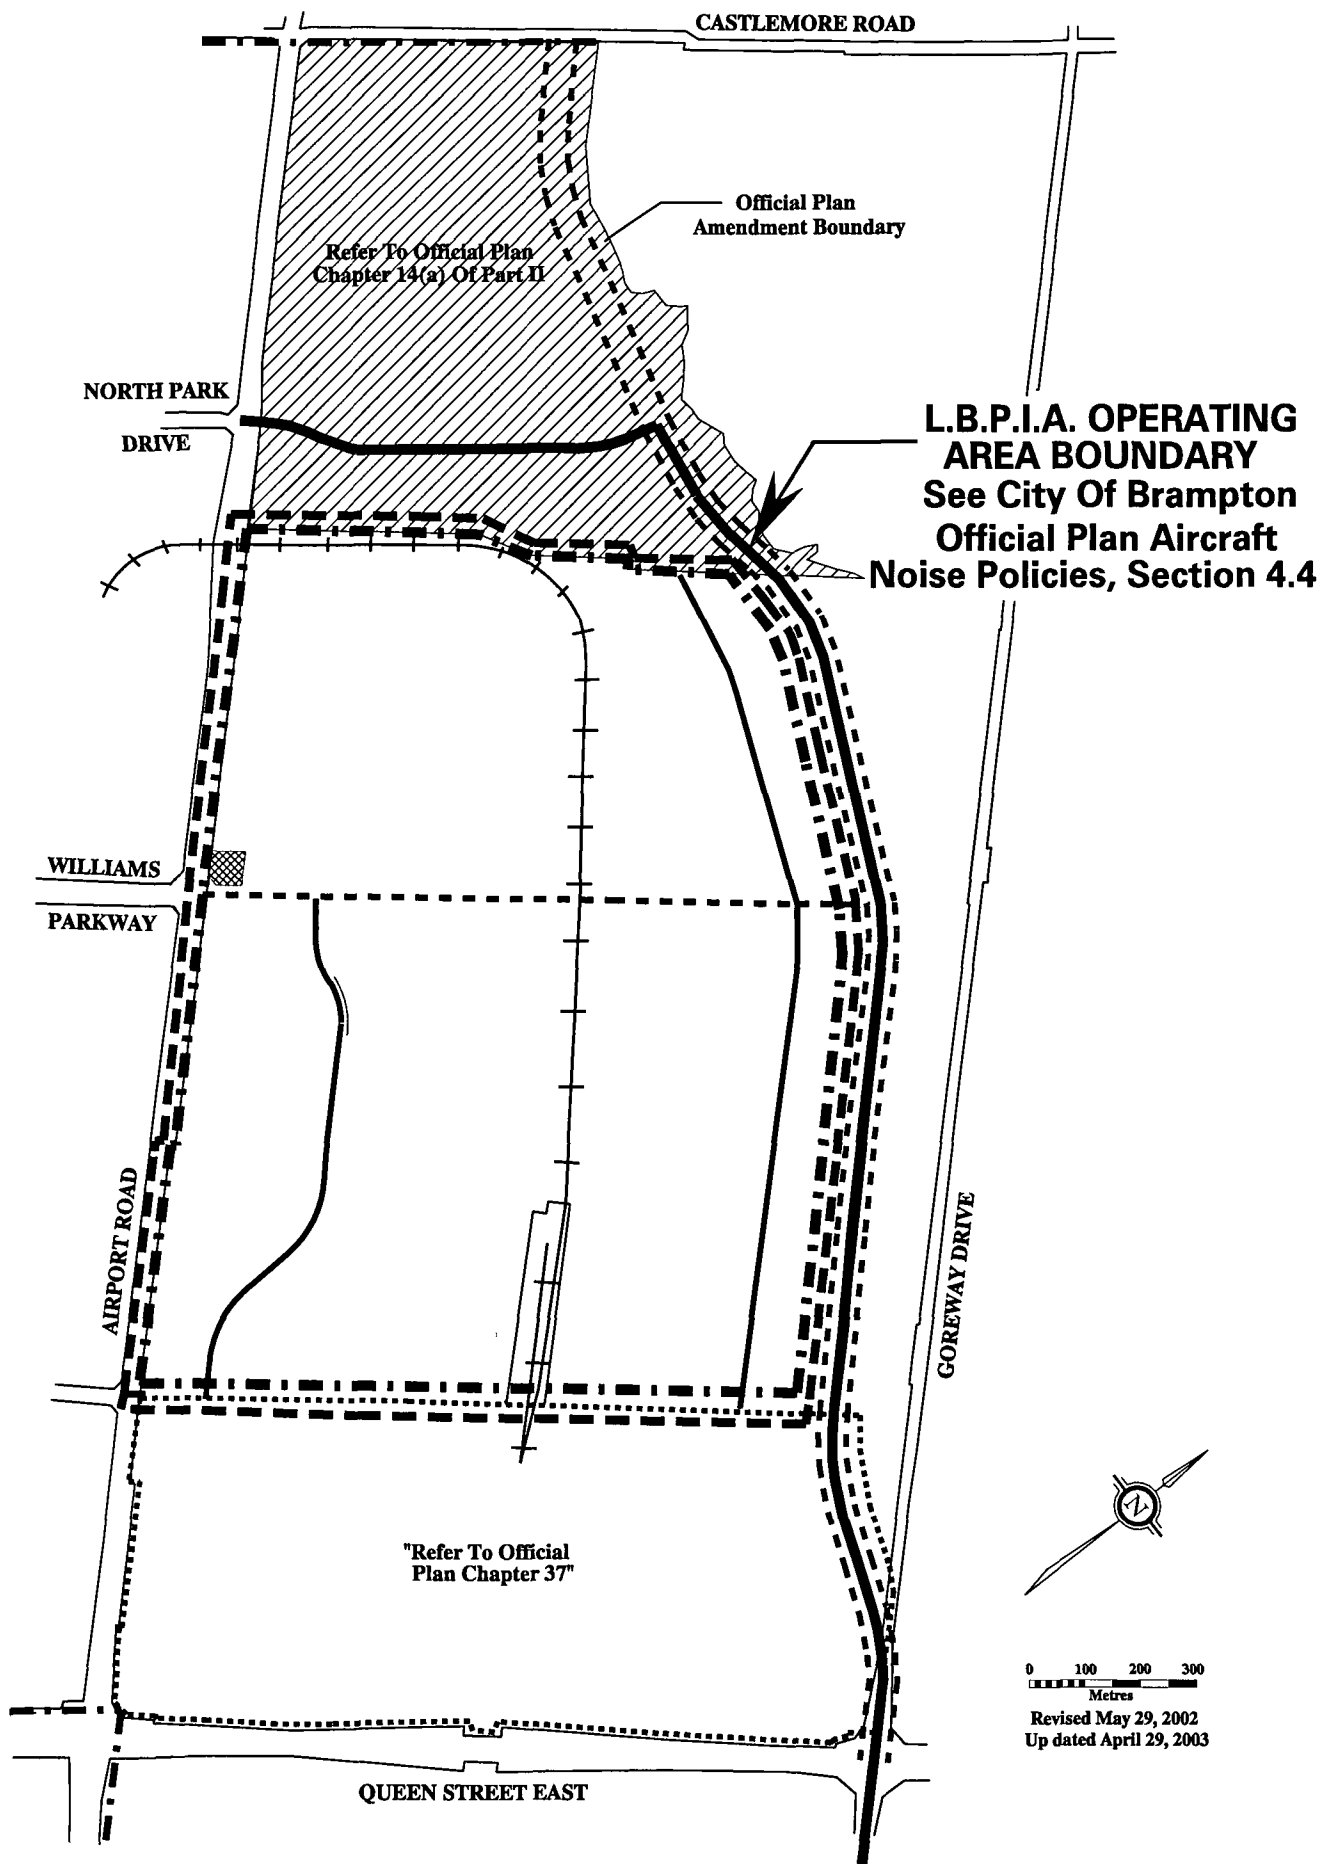 CASTLEMORE ROAD
Official Plan
Amendment Boundary
Refer To Official Plan
Chapter 14(a) Of Part II
NORTH PARK
DRIVE
L.B.P.I.A. OPERATING
AREA BOUNDARY
See City Of Brampton
Official Plan Aircraft
Noise Policies, Section 4.4
WILLIAMS
PARKWAY
AIRPORT ROAD
GOREWAY DRIVE
"Refer To Official
Plan Chapter 37"
N
0 100 200 300
Metres
Revised May 29, 2002
Up dated April 29, 2003
QUEEN STREET EAST